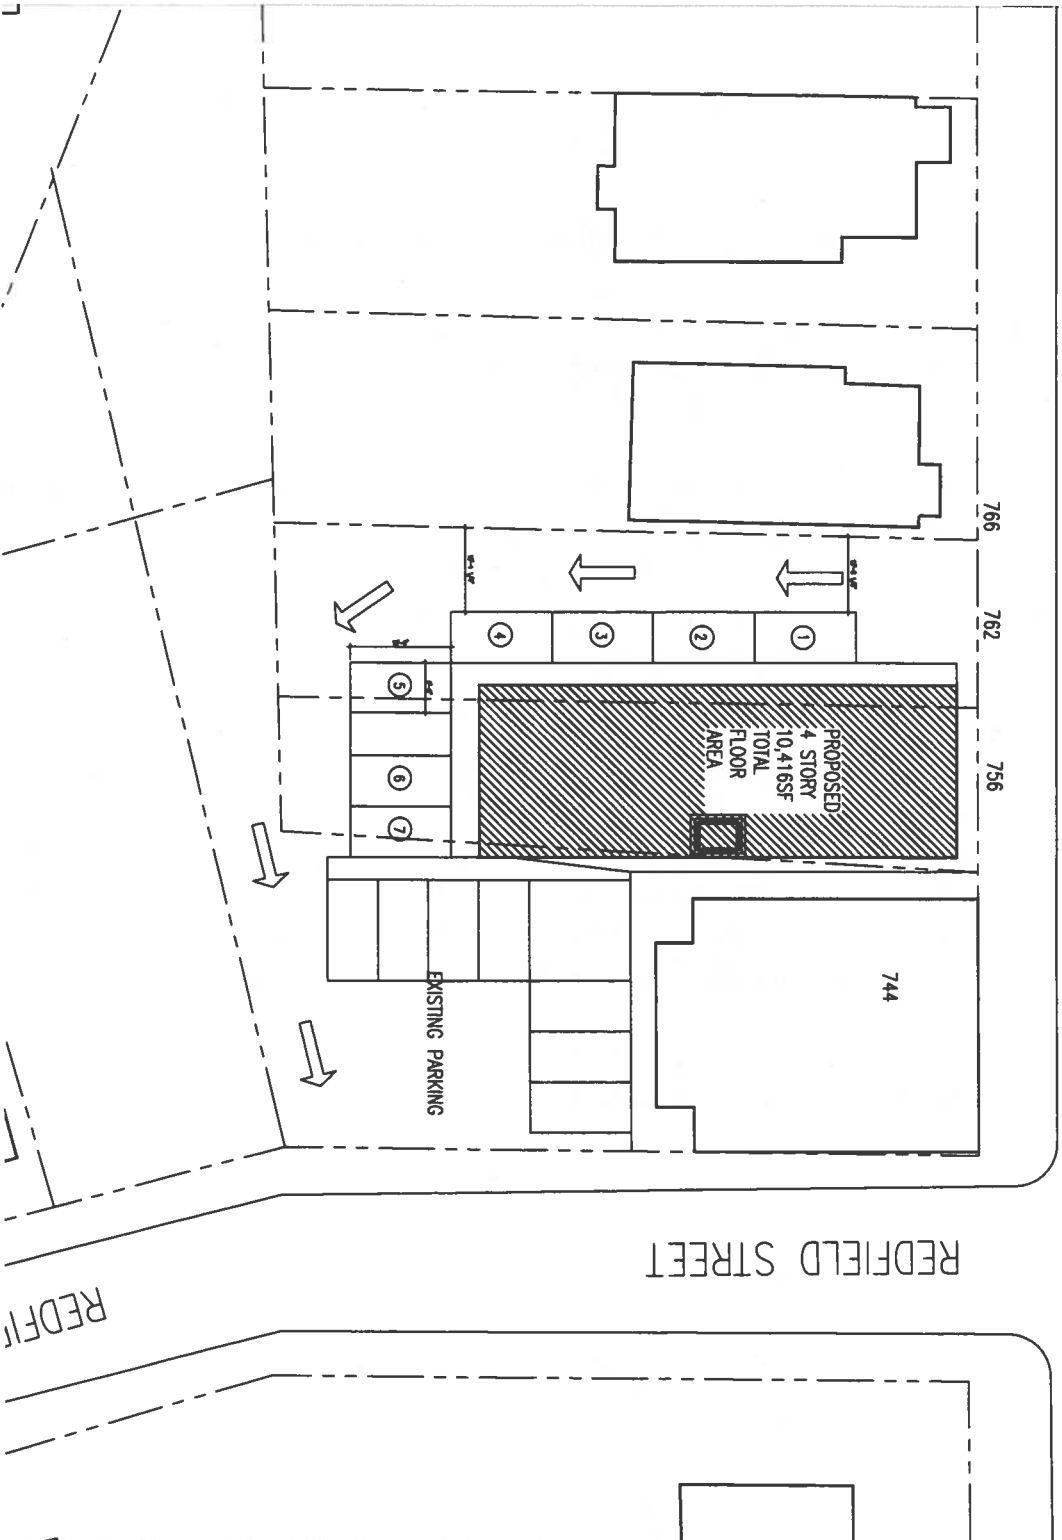 766
762
756
744
PROPOSED
4 STORY
10,416SF
TOTAL
FLOOR
AREA
1
2
3
4
5
6
7
EXISTING PARKING
REDFIELD STREET